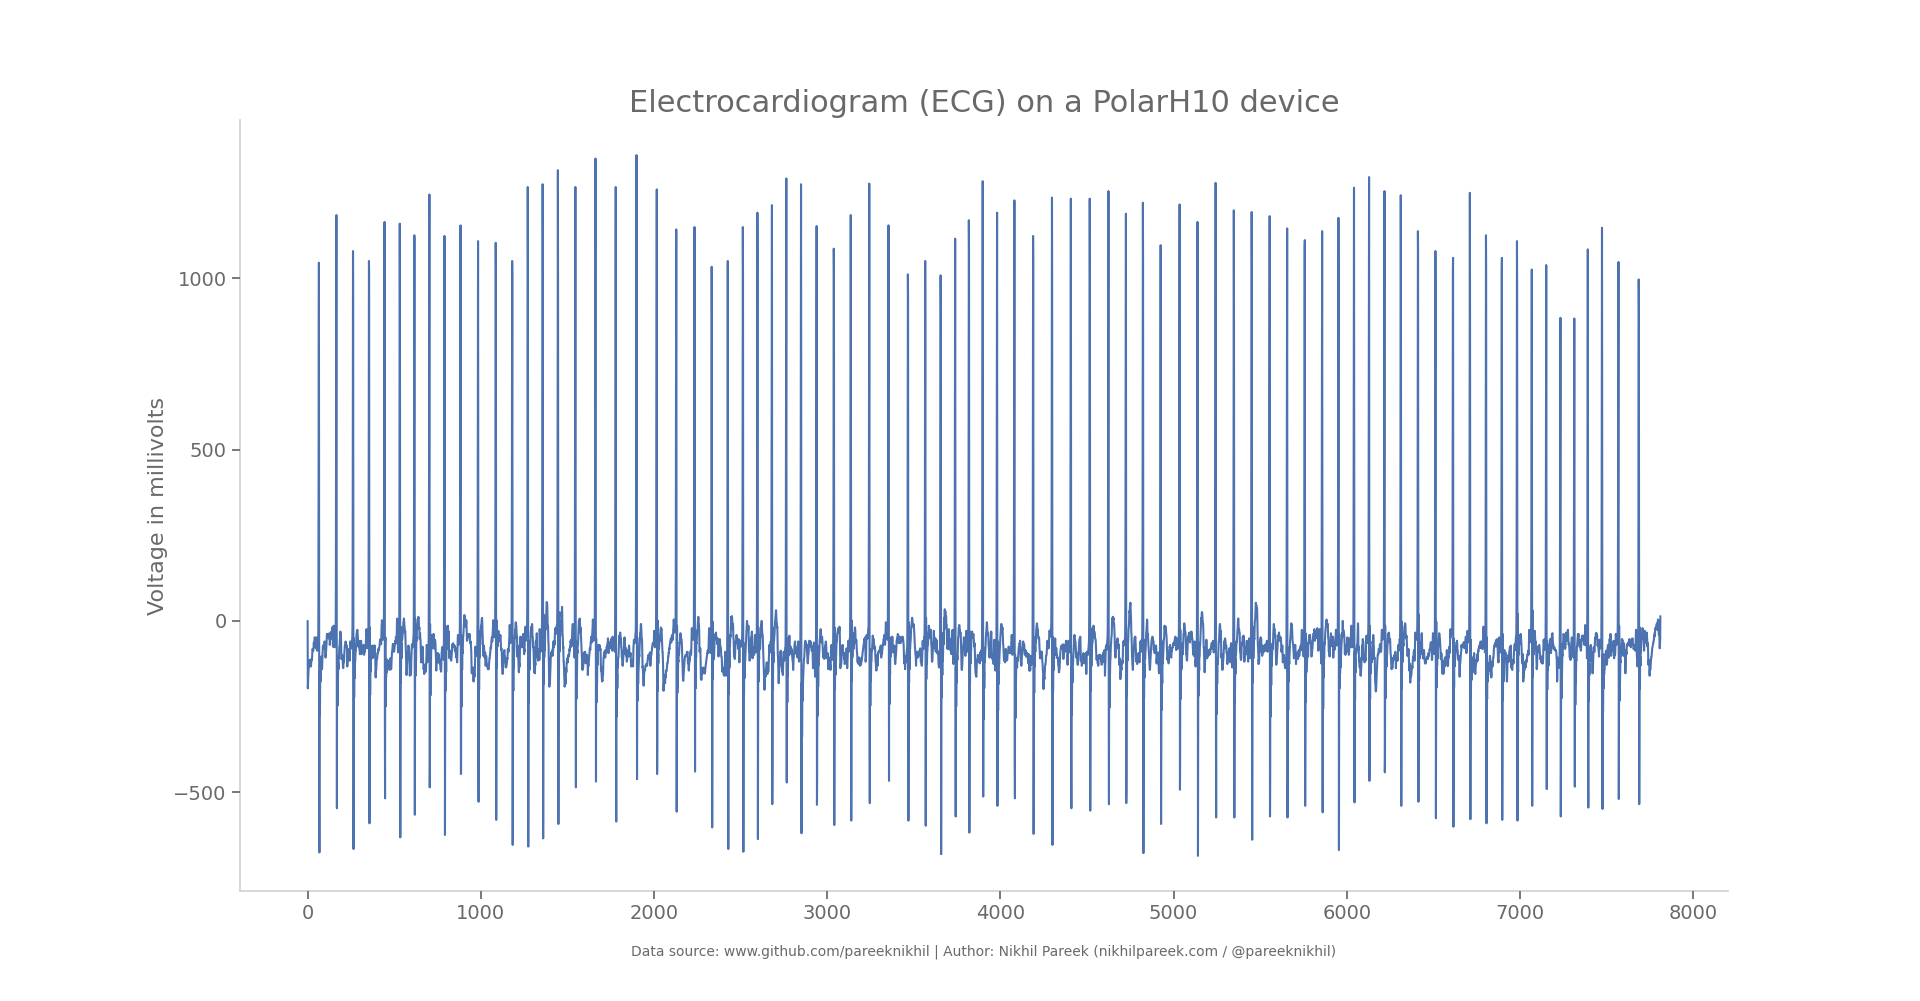 Electrocardiogram (ECG) on a PolarH10 device
Voltage in millivolts
1000
500
0
−500
0 1000 2000 3000 4000 5000 6000 7000 8000
Data source: www.github.com/pareeknikhil | Author: Nikhil Pareek (nikhilpareek.com / @pareeknikhil)